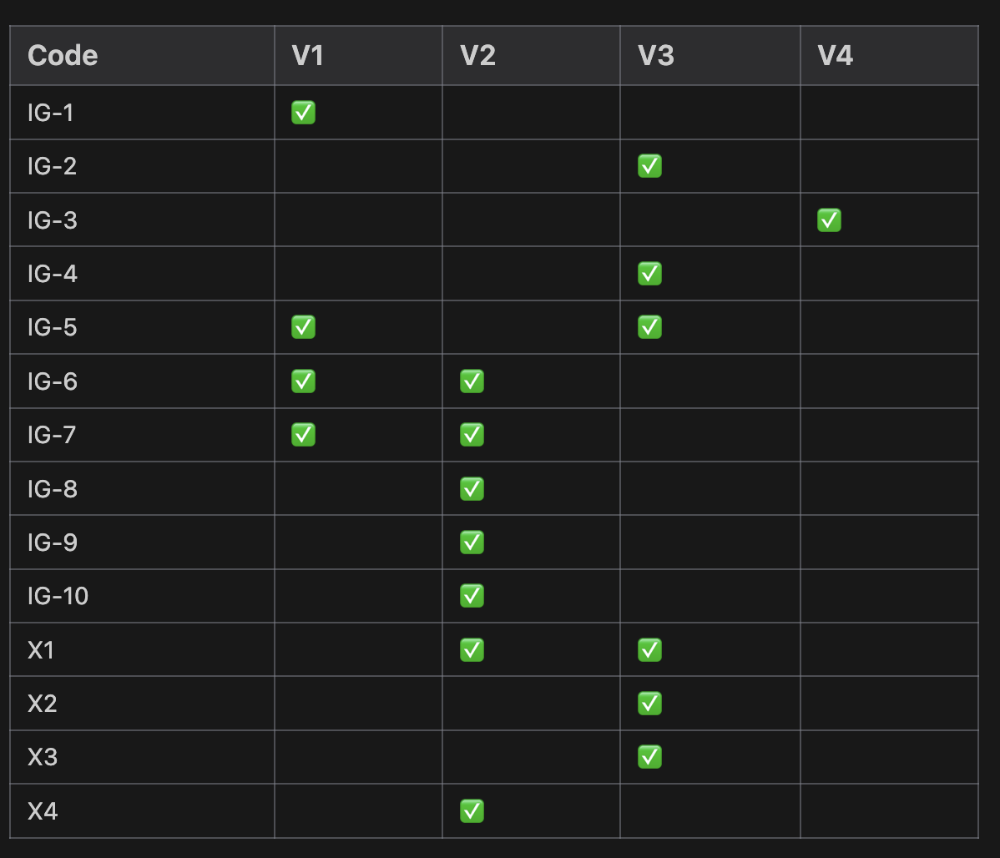 Code V1 V2 V3 V4
IG-1 ✅
IG-2 ✅
IG-3 ✅
IG-4 ✅
IG-5 ✅ ✅
IG-6 ✅ ✅
IG-7 ✅ ✅
IG-8 ✅
IG-9 ✅
IG-10 ✅
X1 ✅ ✅
X2 ✅
X3 ✅
X4 ✅